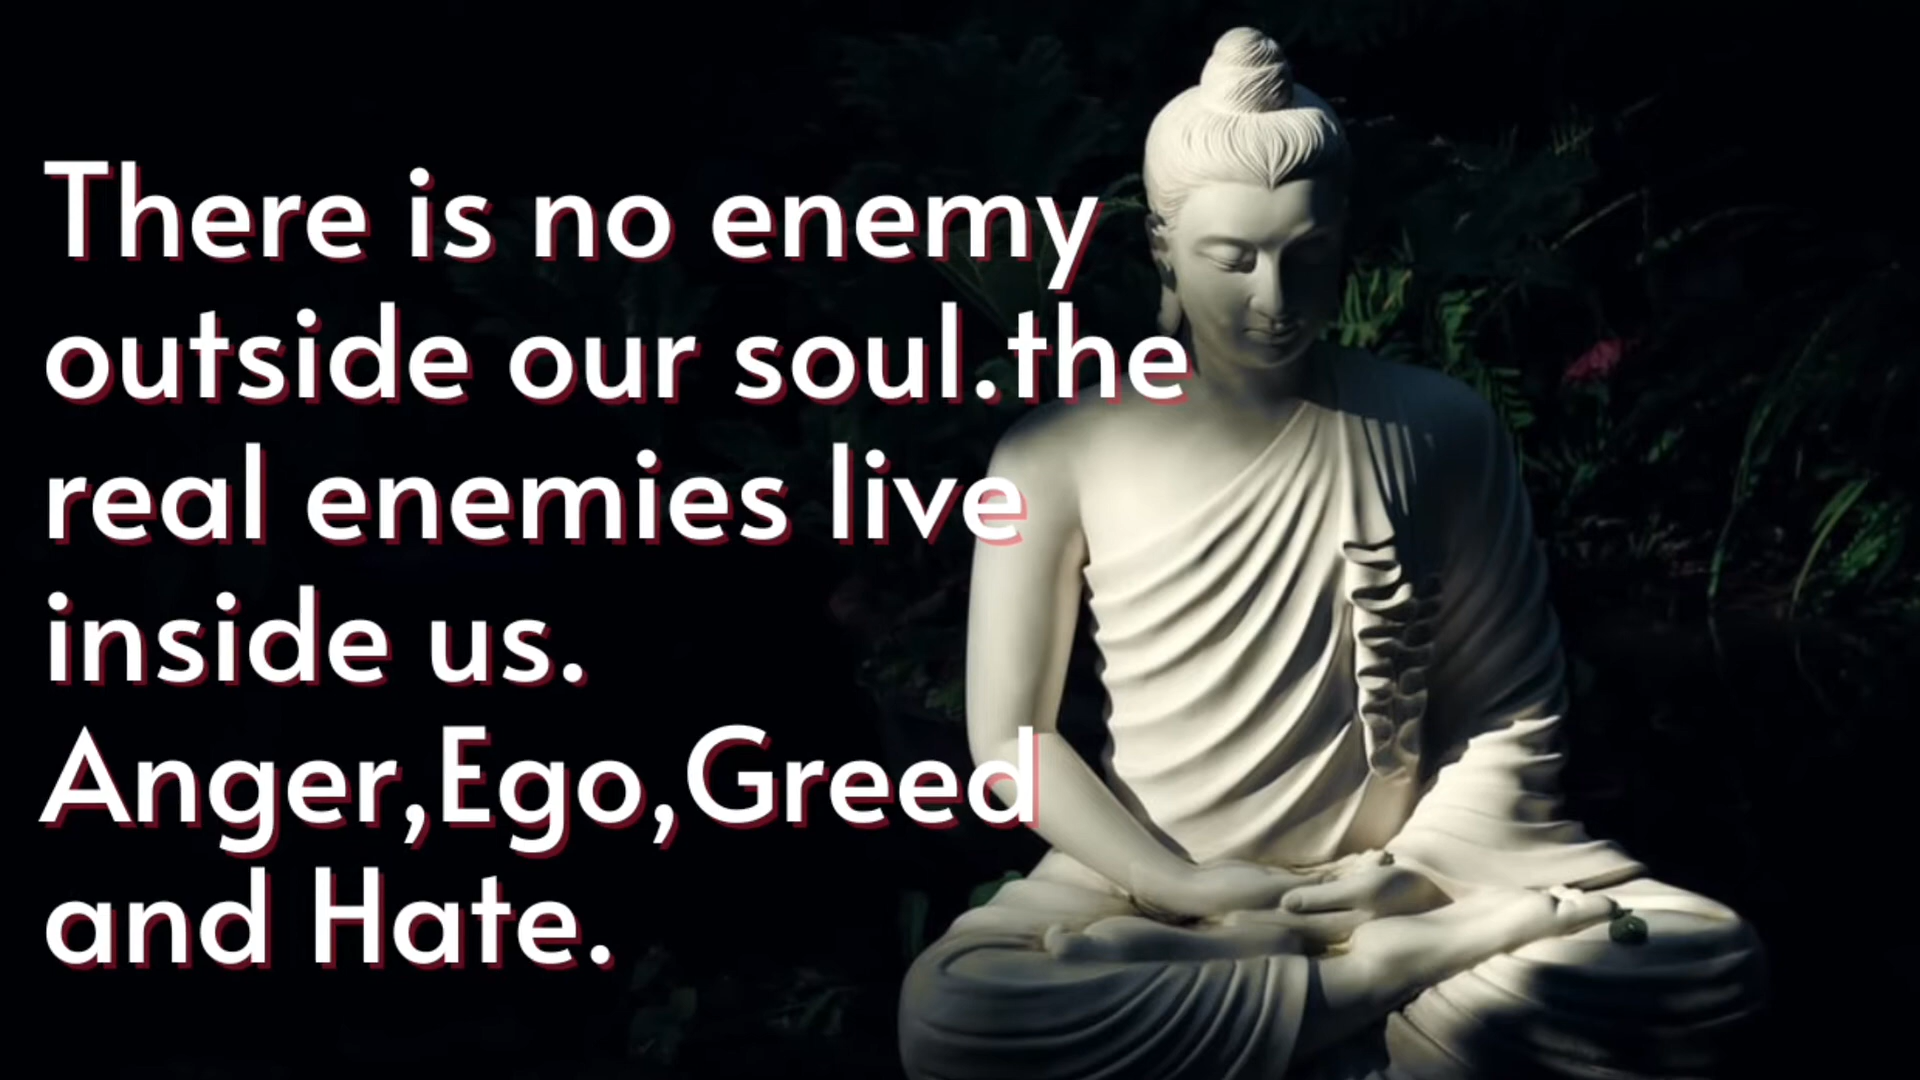 There is no enemy
outside our soul.the
real enemies live
inside us.
Anger,Ego,Greed
and Hate.